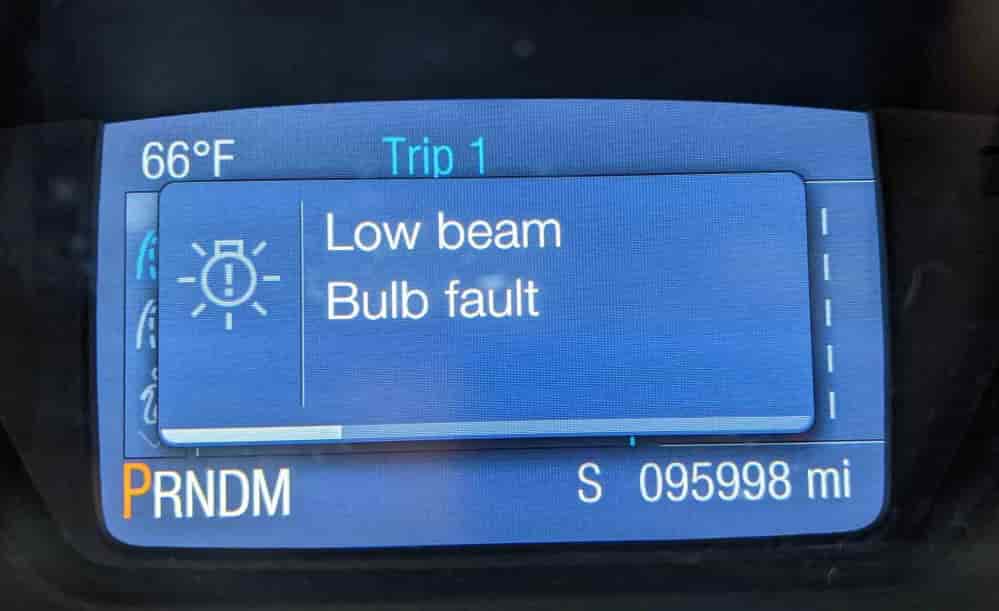 66°F
Trip 1
Low beam
Bulb fault
PRNDM
S 095998 mi